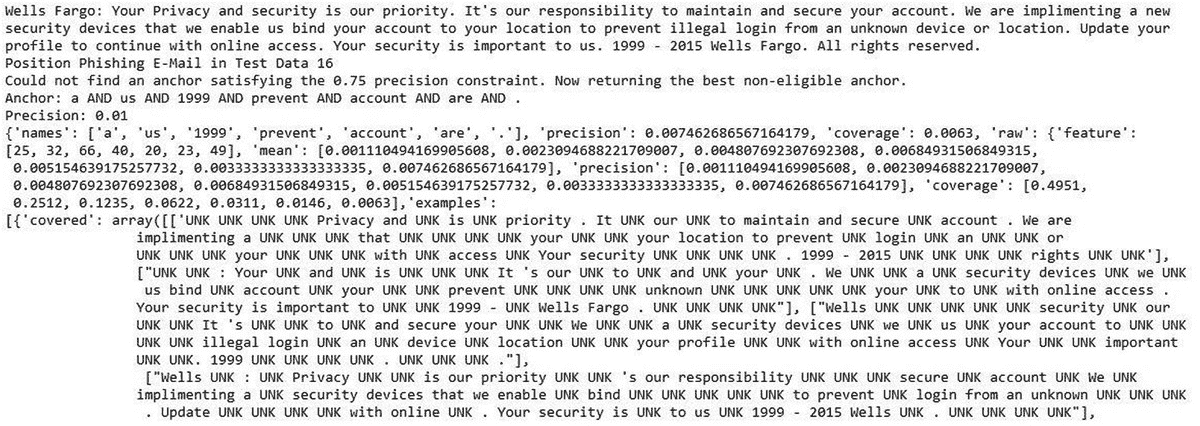 Wells Fargo: Your Privacy and security is our priority. It's our responsibility to maintain and secure your account. We are implimenting a new
security devices that we enable us bind your account to your location to prevent illegal login from an unknown device or location. Update your
profile to continue with online access. Your security is important to us. 1999 - 2015 Wells Fargo. All rights reserved.
Position Phishing E-Mail in Test Data 16
Could not find an anchor satisfying the 0.75 precision constraint. Now returning the best non-eligible anchor.
Anchor: a AND us AND 1999 AND prevent AND account AND are AND .
Precision: 0.01
{'names': ['a', 'us', '1999', 'prevent', 'account', 'are', '.'], 'precision': 0.007462686567164179, 'coverage': 0.0063, 'raw': {'feature':
[25, 32, 66, 40, 20, 23, 49], 'mean': [0.001110494169905608, 0.0023094688221709007, 0.004807692307692308, 0.00684931506849315,
0.005154639175257732, 0.0033333333333333335, 0.007462686567164179], 'precision': [0.001110494169905608, 0.0023094688221709007,
0.004807692307692308, 0.00684931506849315, 0.005154639175257732, 0.0033333333333333335, 0.007462686567164179], 'coverage': [0.4951,
0.2512, 0.1235, 0.0622, 0.0311, 0.0146, 0.0063],'examples':
[{'covered': array([['UNK UNK UNK UNK Privacy and UNK is UNK priority . It UNK our UNK to maintain and secure UNK account . We are
implimenting a UNK UNK UNK that UNK UNK UNK UNK your UNK UNK your location to prevent UNK login UNK an UNK UNK or
UNK UNK UNK your UNK UNK UNK with UNK access UNK Your security UNK UNK UNK UNK . 1999 - 2015 UNK UNK UNK UNK rights UNK UNK'],
["UNK UNK : Your UNK and UNK is UNK UNK UNK It 's our UNK to UNK and UNK your UNK . We UNK UNK a UNK security devices UNK we UNK
us bind UNK account UNK your UNK UNK prevent UNK UNK UNK UNK unknown UNK UNK UNK UNK UNK your UNK to UNK with online access .
Your security is important to UNK UNK 1999 - UNK Wells Fargo . UNK UNK UNK UNK"], ["Wells UNK UNK UNK UNK UNK security UNK our
UNK UNK It 's UNK UNK to UNK and secure your UNK UNK We UNK UNK a UNK security devices UNK we UNK us UNK your account to UNK UNK
UNK UNK illegal login UNK an UNK device UNK location UNK UNK your profile UNK UNK with online access UNK Your UNK UNK important
UNK UNK. 1999 UNK UNK UNK UNK . UNK UNK UNK ."],
["Wells UNK : UNK Privacy UNK UNK is our priority UNK UNK 's our responsibility UNK UNK UNK secure UNK account UNK We UNK
implimenting a UNK security devices that we enable UNK bind UNK UNK UNK UNK UNK to prevent UNK login from an unknown UNK UNK UNK
. Update UNK UNK UNK UNK with online UNK . Your security is UNK to us UNK 1999 - 2015 Wells UNK . UNK UNK UNK UNK"],